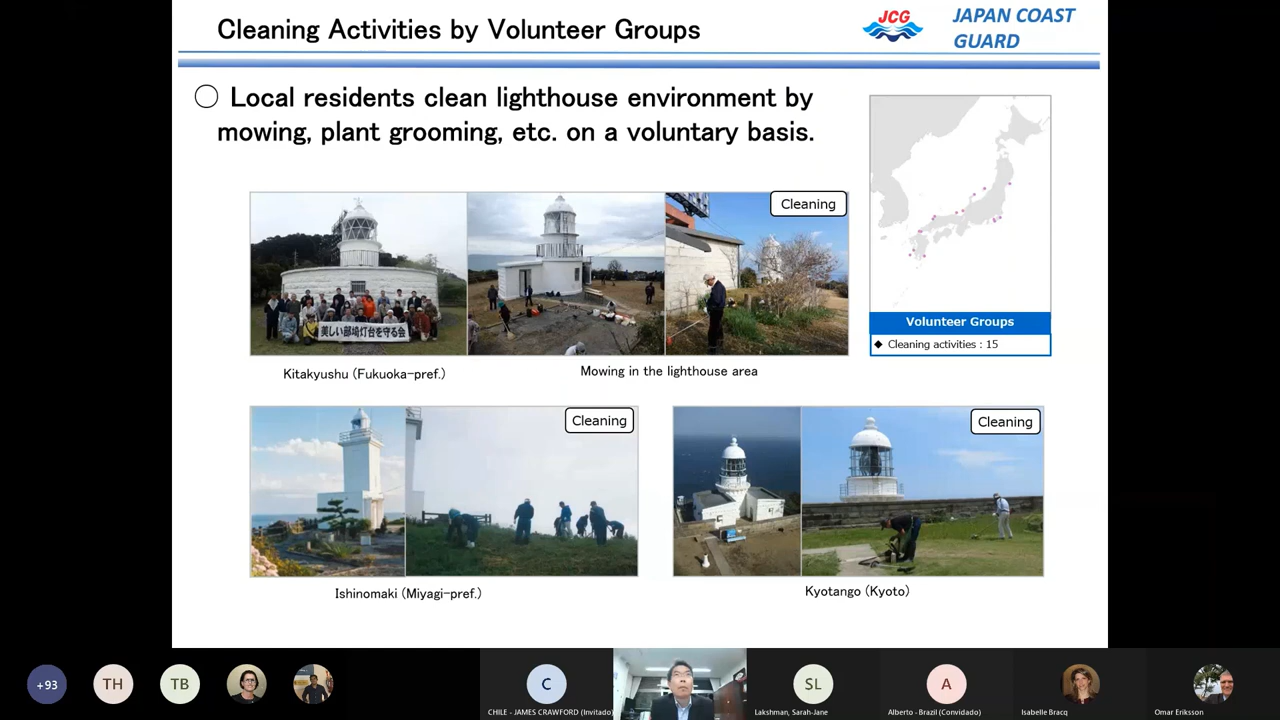 Cleaning Activities by Volunteer Groups
JCG
JAPAN COAST
GUARD
○ Local residents clean lighthouse environment by
mowing, plant grooming, etc. on a voluntary basis.
Cleaning
美しい部埼灯台を守る会
Kitakyushu (Fukuoka-pref.)
Mowing in the lighthouse area
Volunteer Groups
◆ Cleaning activities : 15
Cleaning
Cleaning
Ishinomaki (Miyagi-pref.)
Kyotango (Kyoto)
+93
TH
TB
C
SL
A
CHILE - JAMES CRAWFORD (Invitado)
Lakshman, Sarah-Jane
Alberto - Brazil (Convidado)
Isabelle Bracq
Omar Eriksson